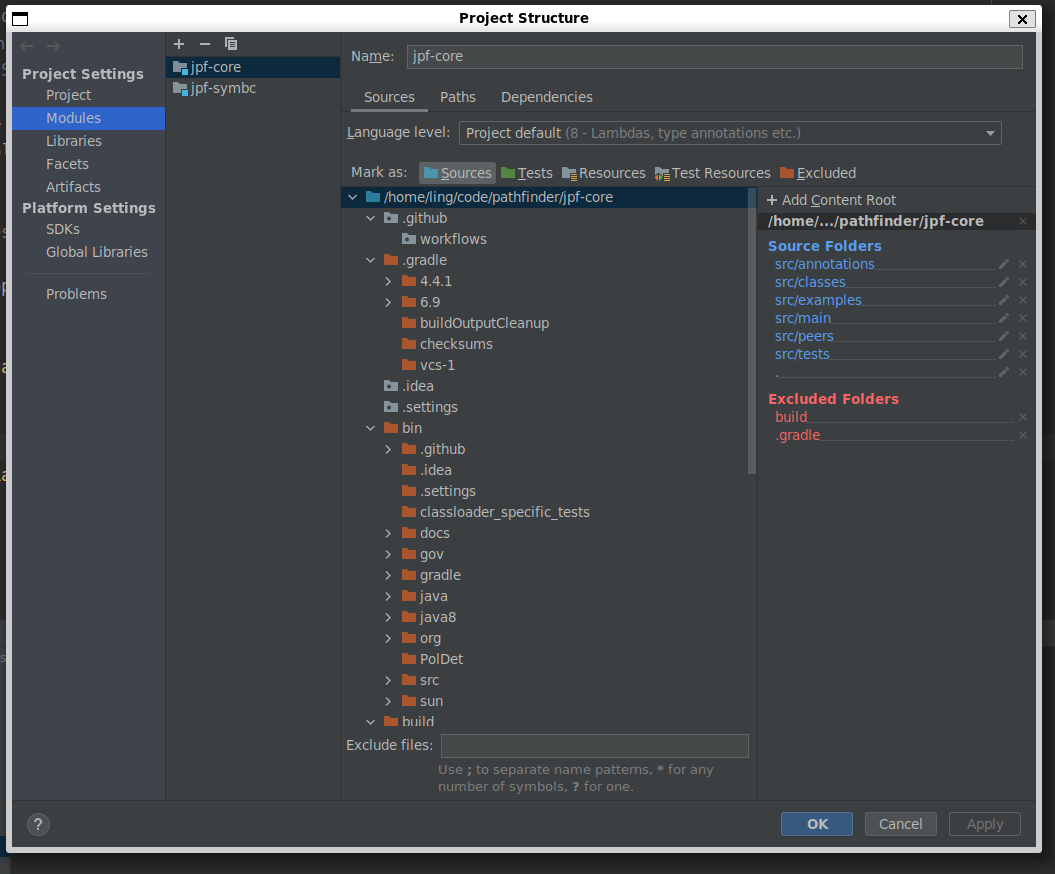 Project Structure
Project Settings
Project
Modules
Libraries
Facets
Artifacts
Platform Settings
SDKs
Global Libraries
Problems
jpf-core
jpf-symbc
Name: jpf-core
Sources Paths Dependencies
Language level: Project default (8 - Lambdas, type annotations etc.)
Mark as: Sources Tests Resources Test Resources Excluded
/home/ling/code/pathfinder/jpf-core
.github
workflows
.gradle
4.4.1
6.9
buildOutputCleanup
checksums
vcs-1
.idea
.settings
bin
.github
.idea
.settings
classloader_specific_tests
docs
gov
gradle
java
java8
org
PolDet
src
sun
build
Exclude files:
Use ; to separate name patterns, * for any
number of symbols, ? for one.
+ Add Content Root
/home/.../pathfinder/jpf-core
Source Folders
src/annotations
src/classes
src/examples
src/main
src/peers
src/tests
.
Excluded Folders
build
.gradle
?
OK Cancel Apply